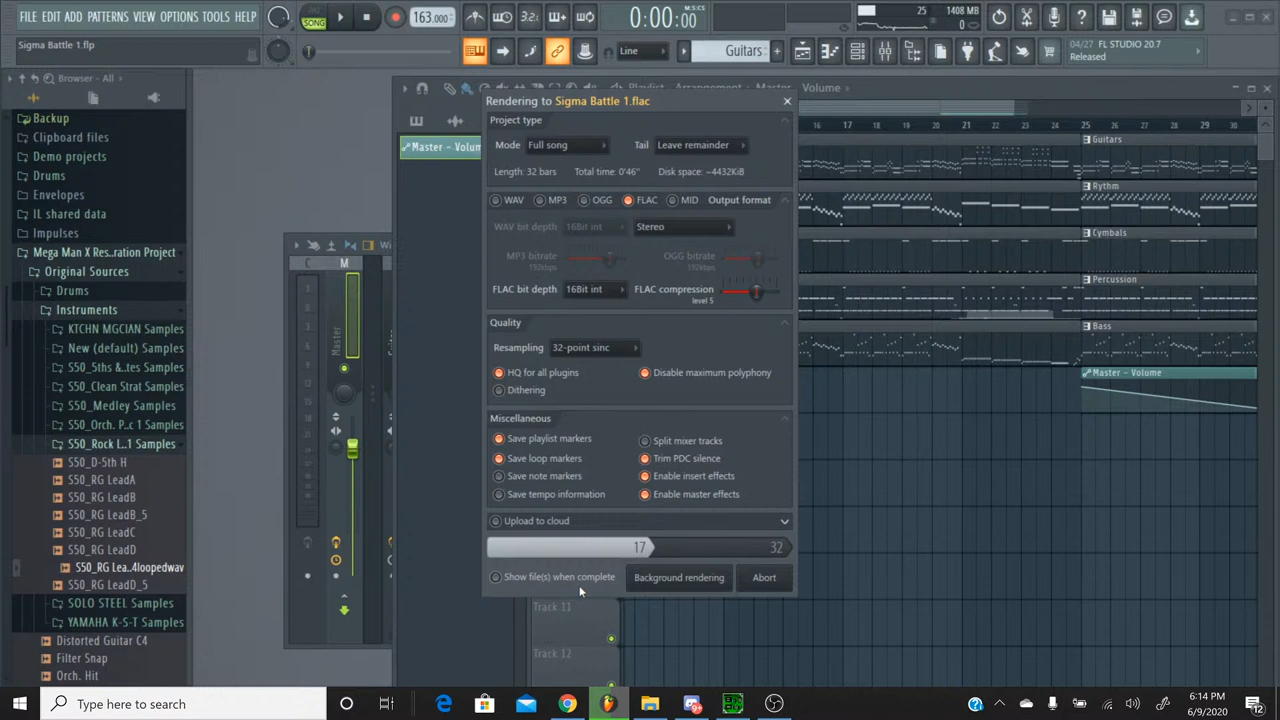 FILE EDIT ADD PATTERNS VIEW OPTIONS TOOLS HELP
SONG
163.000
3.2:
0:00:00
M:S:CS
25
1408 MB
0
Sigma Battle 1.flp
Line
Guitars
04/27 FL STUDIO 20.7
Released
Browser - All
Playlist - Arrangement
Master
Volume
Backup
Clipboard files
Demo projects
Drums
Envelopes
IL shared data
Impulses
Mega Man X Res...ration Project
Original Sources
Drums
Instruments
KTCHN MGCIAN Samples
New (default) Samples
S50_5ths &..tes Samples
S50_Clean Strat Samples
S50_Medley Samples
S50_Orch. P...c 1 Samples
S50_Rock l...1 Samples
S50_D-5th H
S50_RG LeadA
S50_RG LeadB
S50_RG LeadB_5
S50_RG LeadC
S50_RG LeadD
S50_RG Lea...4loopedwav
S50_RG LeadD_5
SOLO STEEL Samples
YAMAHA K-S-T Samples
Distorted Guitar C4
Filter Snap
Orch. Hit
C
M
Master
Master - Volum
Rendering to Sigma Battle 1.flac
Project type
Mode
Full song
Tail
Leave remainder
Length: 32 bars
Total time: 0'46"
Disk space: ~4432KiB
WAV
MP3
OGG
FLAC
MID
Output format
WAV bit depth
16Bit int
Stereo
MP3 bitrate
192kbps
OGG bitrate
192kbps
FLAC bit depth
16Bit int
FLAC compression
level 5
Quality
Resampling
32-point sinc
HQ for all plugins
Disable maximum polyphony
Dithering
Miscellaneous
Save playlist markers
Split mixer tracks
Save loop markers
Trim PDC silence
Save note markers
Enable insert effects
Save tempo information
Enable master effects
Upload to cloud
17
32
Show file(s) when complete
Background rendering
Abort
16 17 18 19 20 21 22 23 24 25 26 27 28 29 30
Guitars
Rythm
Cymbals
Percussion
Bass
Master - Volume
Track 11
Track 12
Type here to search
6:14 PM
6/9/2020